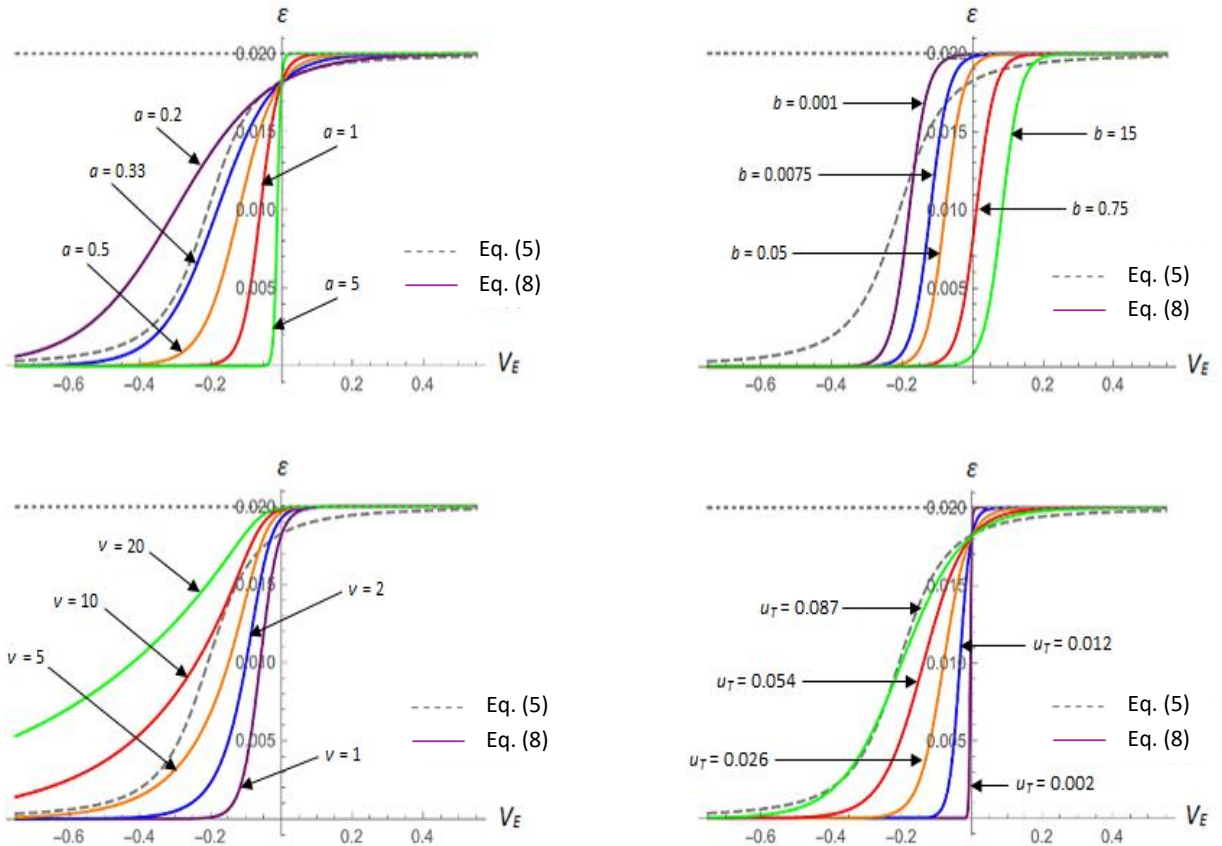 ε
0.020
a = 0.2
0.015
a = 1
a = 0.33
0.010
a = 0.5
Eq. (5)
Eq. (8)
0.005
a = 5
−0.6
−0.4
−0.2
0.2
0.4
V_E
ε
0.020
b = 0.001
0.015
b = 15
b = 0.0075
0.010
b = 0.75
b = 0.05
Eq. (5)
0.005
Eq. (8)
−0.6
−0.4
−0.2
0.2
0.4
V_E
ε
0.020
v = 20
0.015
v = 2
v = 10
v = 5
0.010
Eq. (5)
0.005
Eq. (8)
v = 1
−0.6
−0.4
−0.2
0.2
0.4
V_E
ε
0.020
0.015
u_T = 0.087
u_T = 0.012
0.010
u_T = 0.054
Eq. (5)
0.005
Eq. (8)
u_T = 0.026
u_T = 0.002
−0.6
−0.4
−0.2
0.2
0.4
V_E